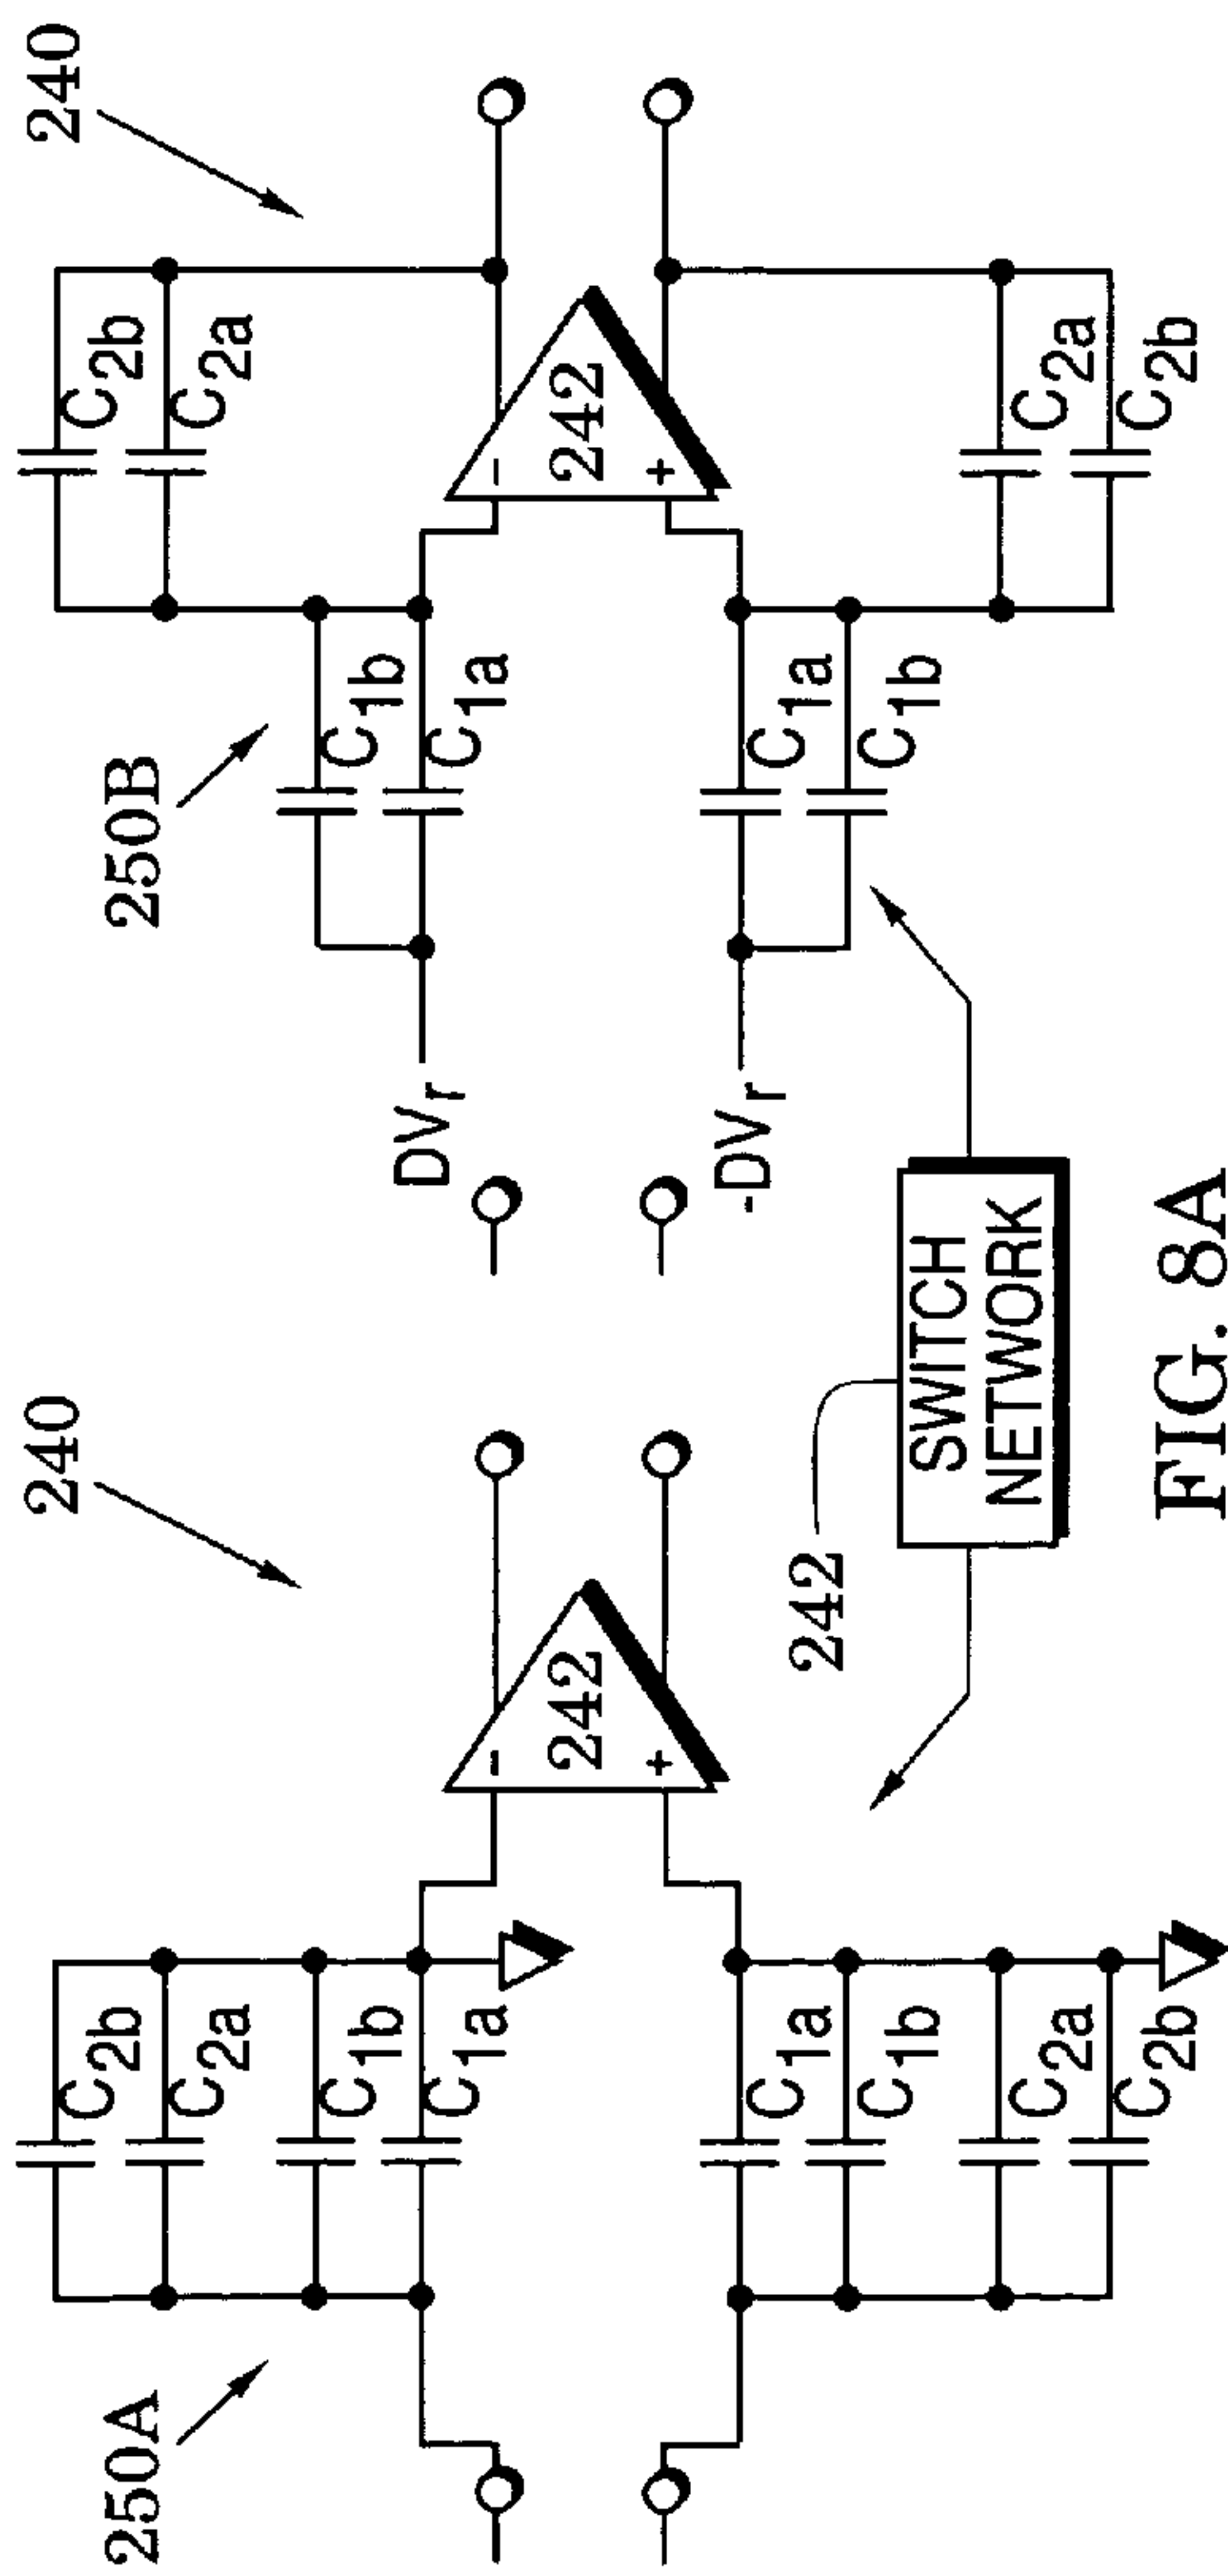 240
240
250A
250B
C2b
C2a
C1b
C1a
-
242
+
C1a
C1b
C2a
C2b
DVr
-DVr
C2b
C2a
C1b
C1a
-
242
+
C1a
C1b
C2a
C2b
242
SWITCH
NETWORK
FIG. 8A